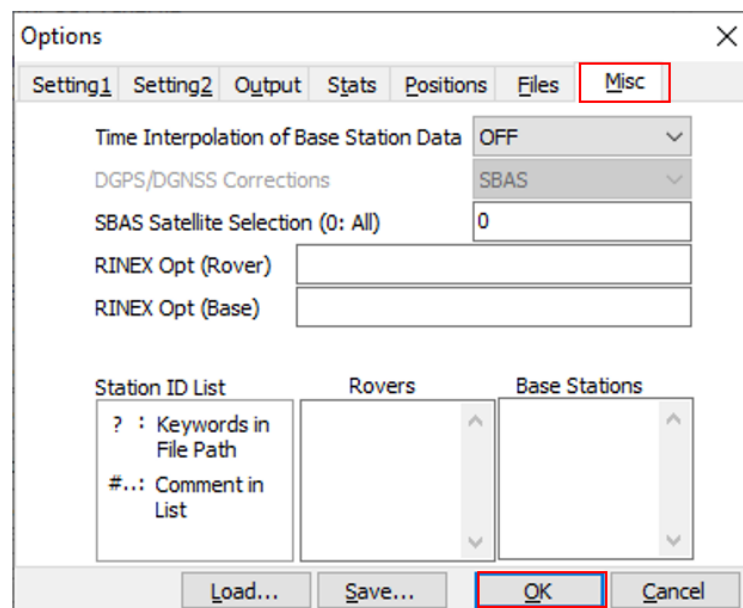 Options
Setting1 Setting2 Output Stats Positions Files Misc
Time Interpolation of Base Station Data OFF
DGPS/DGNSS Corrections SBAS
SBAS Satellite Selection (0: All) 0
RINEX Opt (Rover)
RINEX Opt (Base)
Station ID List Rovers Base Stations
? : Keywords in
File Path
#..: Comment in
List
Load... Save... OK Cancel